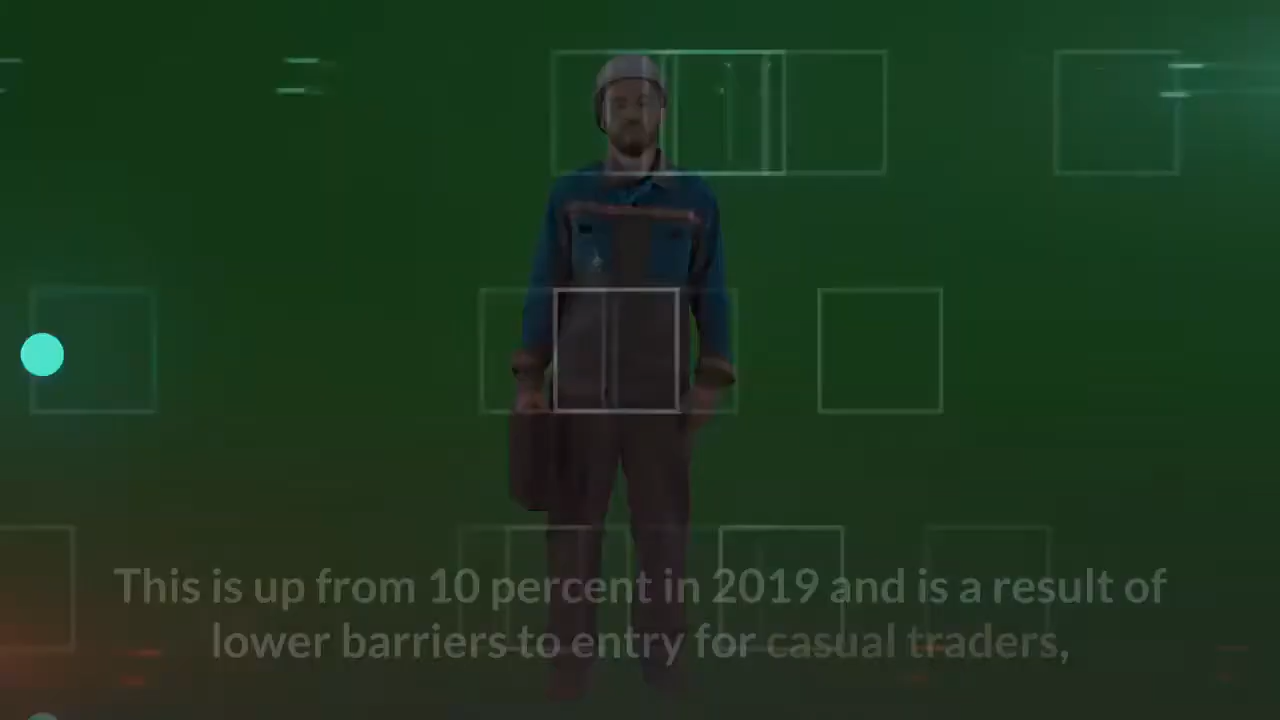 This is up from 10 percent in 2019 and is a result of
lower barriers to entry for casual traders,